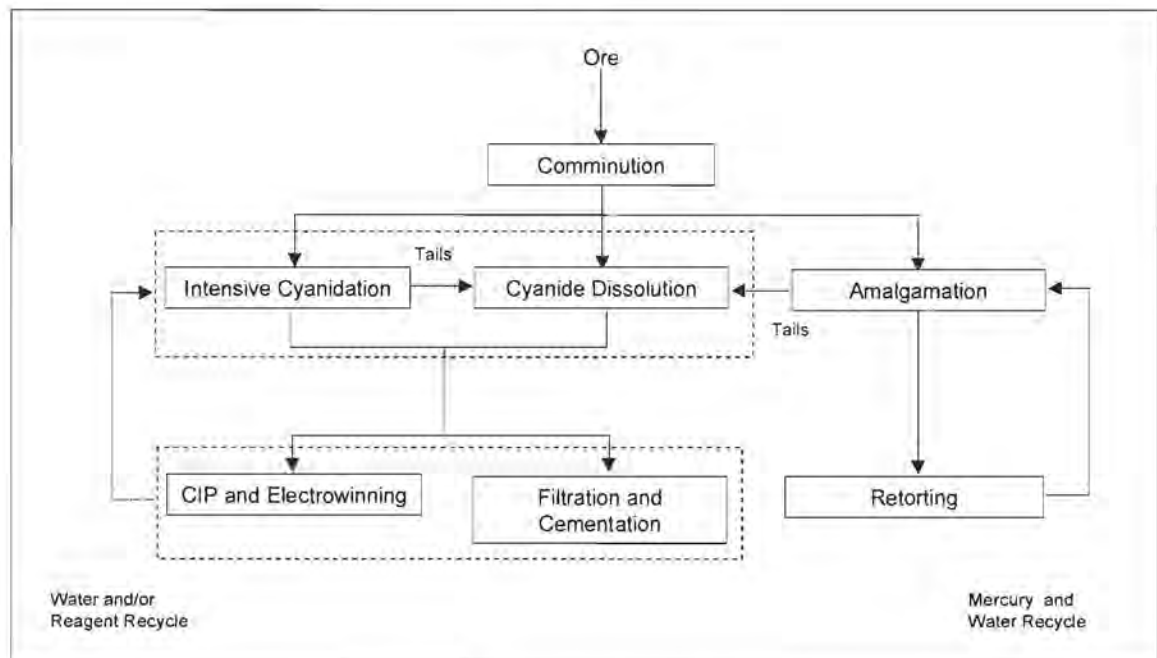 Ore
Comminution
Tails
Intensive Cyanidation
Cyanide Dissolution
Amalgamation
Tails
CIP and Electrowinning
Filtration and
Cementation
Retorting
Water and/or
Reagent Recycle
Mercury and
Water Recycle